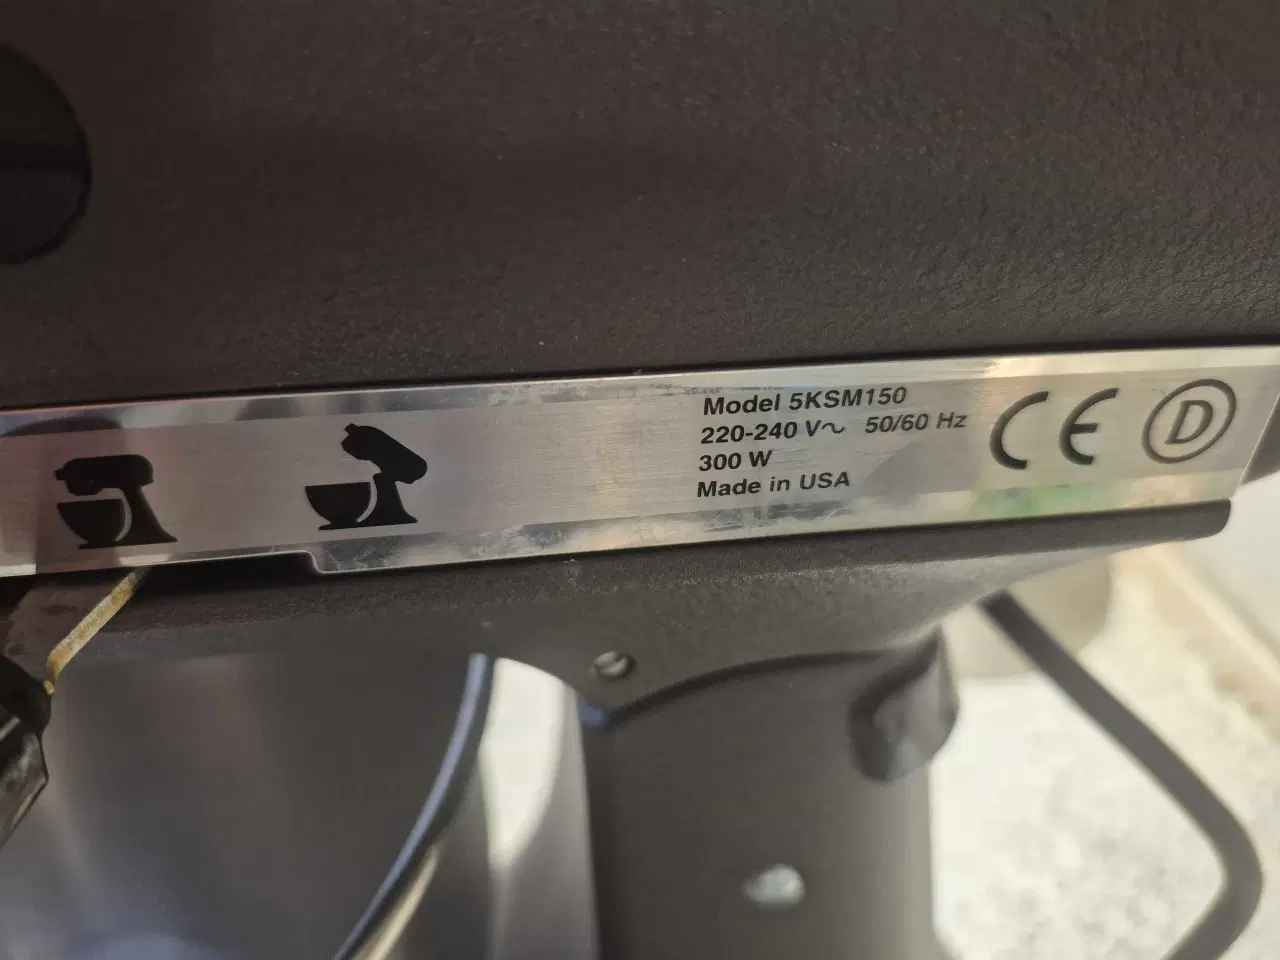 Model 5KSM150
220-240 V~ 50/60 Hz
300 W
Made in USA
CE
D